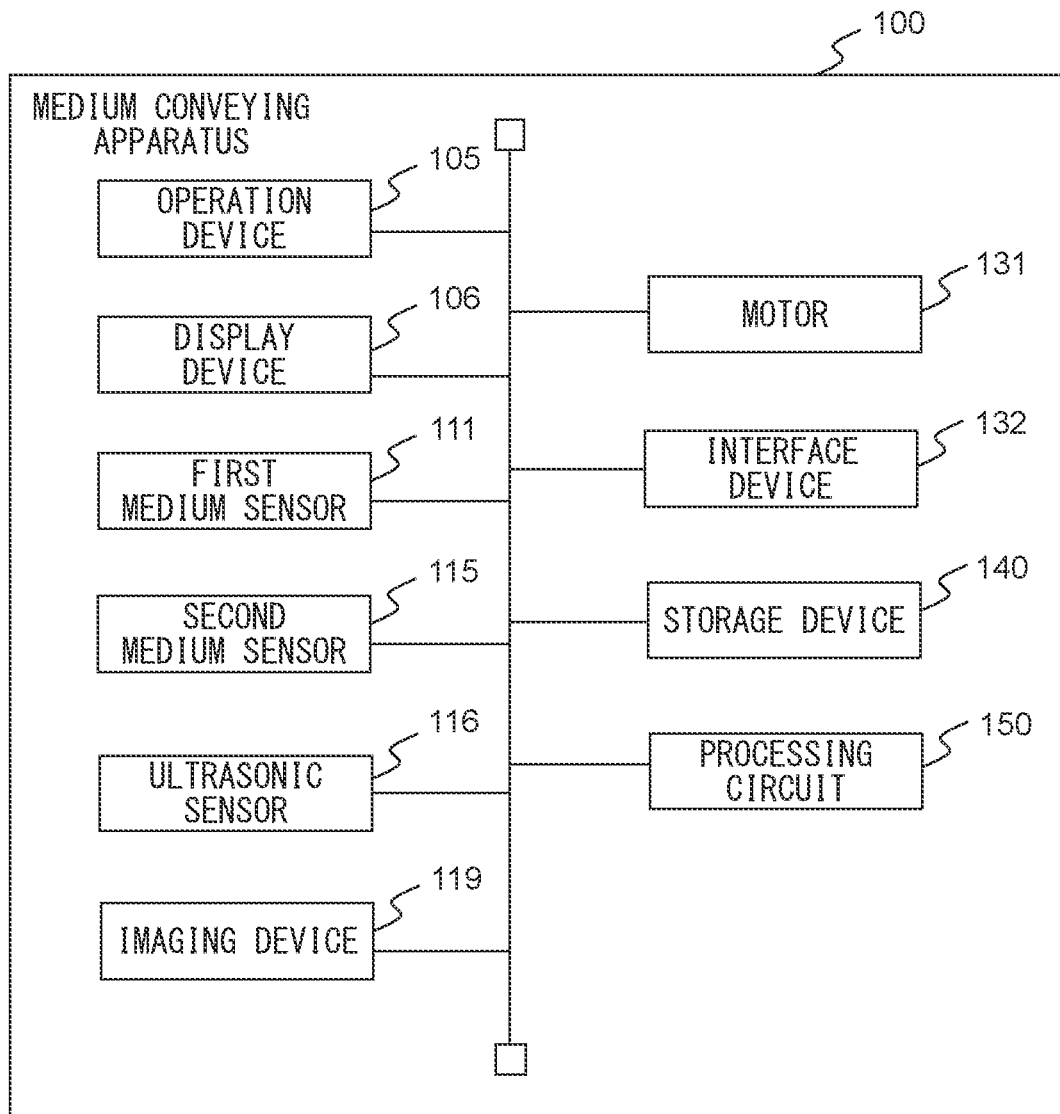 100
MEDIUM CONVEYING
APPARATUS
105
OPERATION
DEVICE
106
DISPLAY
DEVICE
111
FIRST
MEDIUM SENSOR
115
SECOND
MEDIUM SENSOR
116
ULTRASONIC
SENSOR
119
IMAGING DEVICE
131
MOTOR
132
INTERFACE
DEVICE
140
STORAGE DEVICE
150
PROCESSING
CIRCUIT